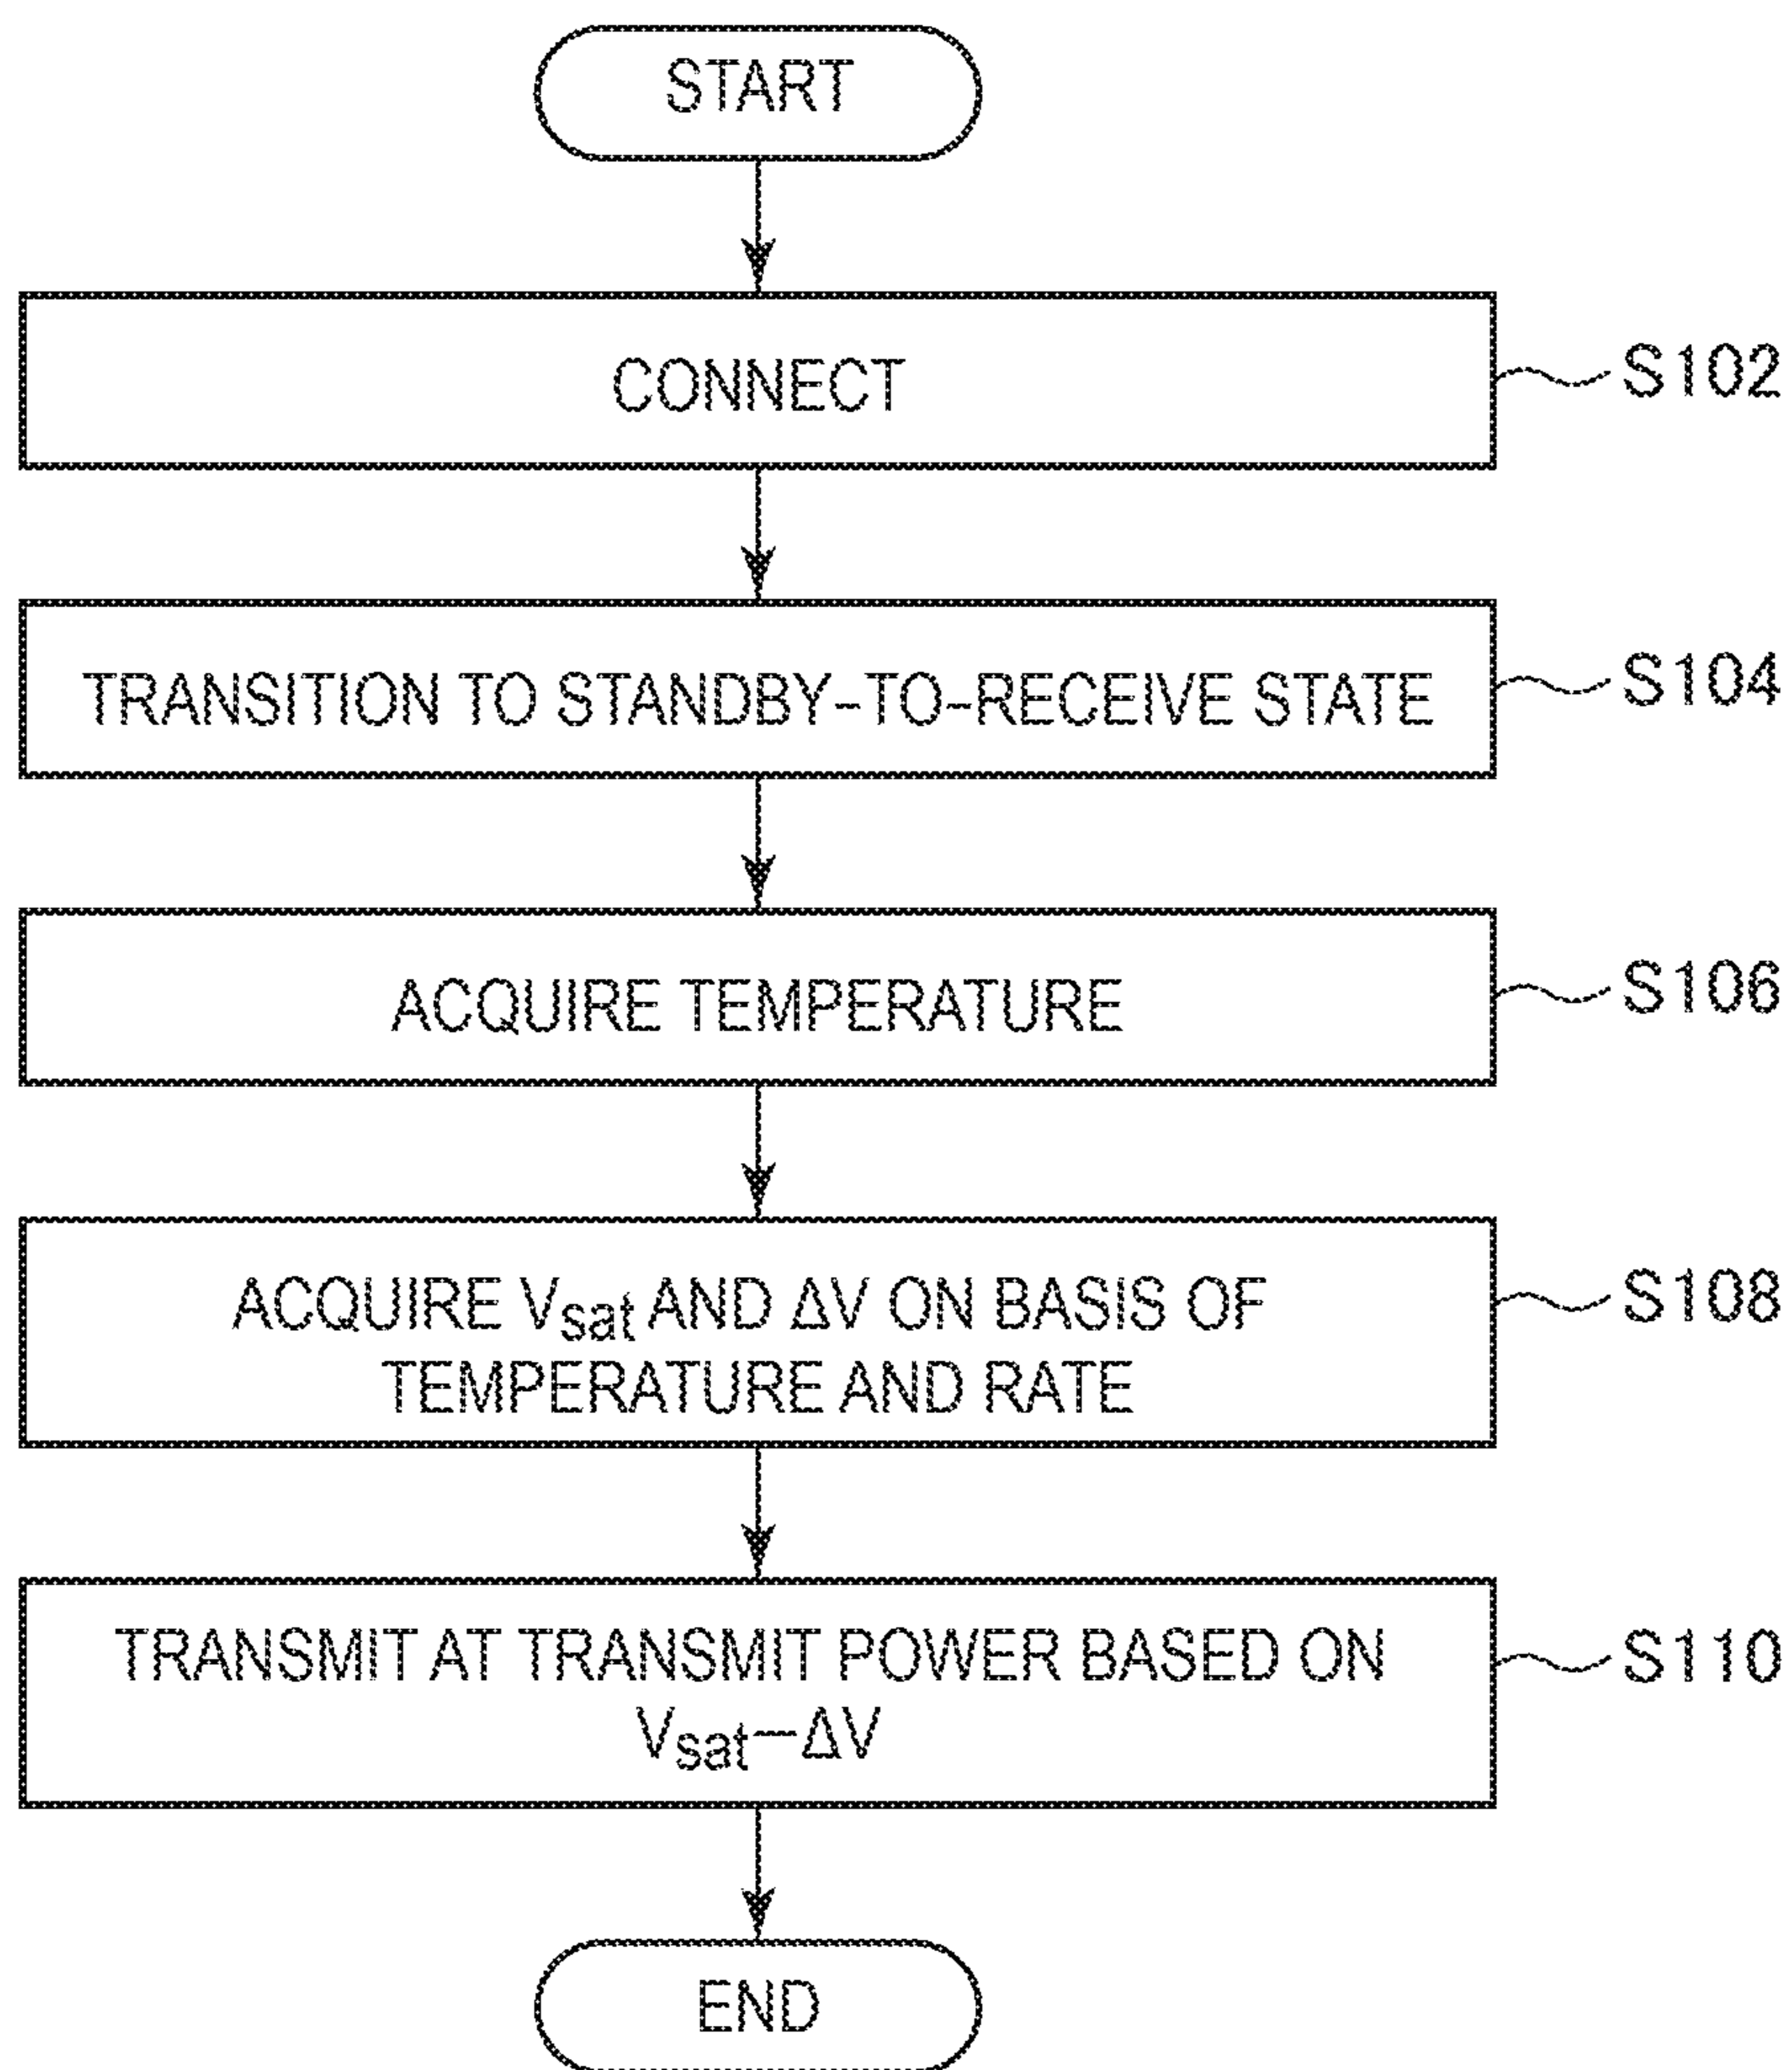 START
CONNECT
S102
TRANSITION TO STANDBY-TO-RECEIVE STATE
S104
ACQUIRE TEMPERATURE
S106
ACQUIRE Vsat AND ΔV ON BASIS OF
TEMPERATURE AND RATE
S108
TRANSMIT AT TRANSMIT POWER BASED ON
Vsat—ΔV
S110
END